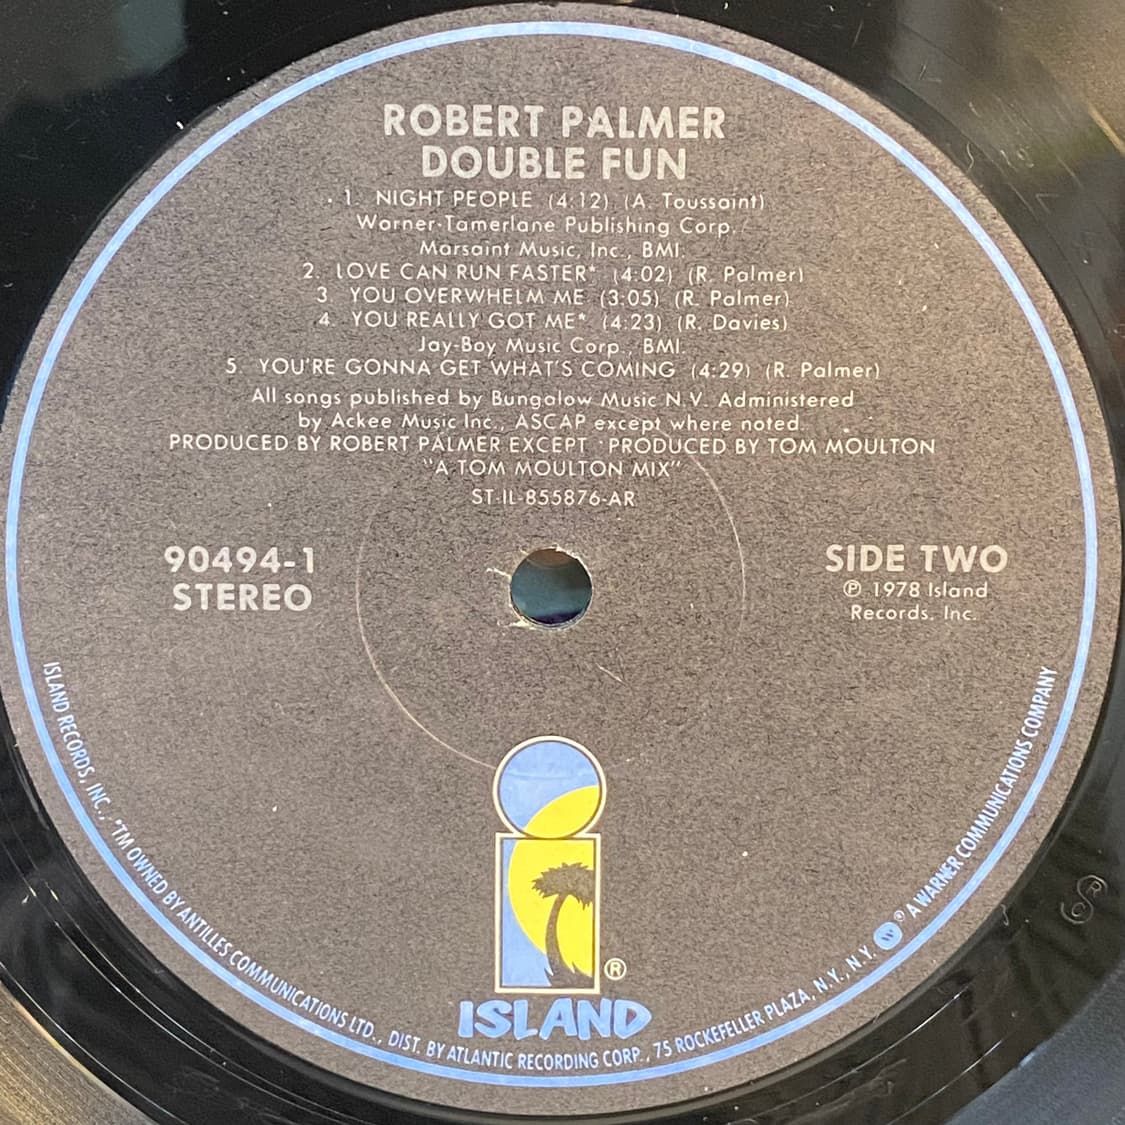 ROBERT PALMER
DOUBLE FUN
1. NIGHT PEOPLE (4:12) (A. Toussaint)
Warner-Tamerlane Publishing Corp.
Marsaint Music, Inc., BMI.
2. LOVE CAN RUN FASTER* (4:02) (R. Palmer)
3. YOU OVERWHELM ME (3:05) (R. Palmer)
4. YOU REALLY GOT ME* (4:23) (R. Davies)
Jay-Boy Music Corp., BMI.
5. YOU'RE GONNA GET WHAT'S COMING (4:29) (R. Palmer)
All songs published by Bungalow Music N.V. Administered
by Ackee Music Inc., ASCAP except where noted.
PRODUCED BY ROBERT PALMER EXCEPT *PRODUCED BY TOM MOULTON
"A TOM MOULTON MIX"
ST-IL-855876-AR
90494-1
STEREO
SIDE TWO
℗ 1978 Island
Records, Inc.
®
ISLAND
ISLAND RECORDS, INC., *TM OWNED BY ANTILLES COMMUNICATIONS LTD., DIST. BY ATLANTIC RECORDING CORP., 75 ROCKEFELLER PLAZA, N.Y., N.Y. ® A WARNER COMMUNICATIONS COMPANY